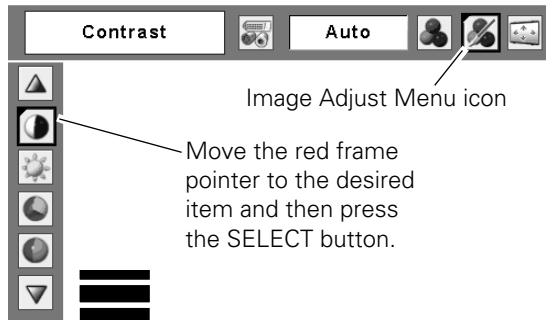 Contrast Auto
Image Adjust Menu icon
Move the red frame
pointer to the desired
item and then press
the SELECT button.